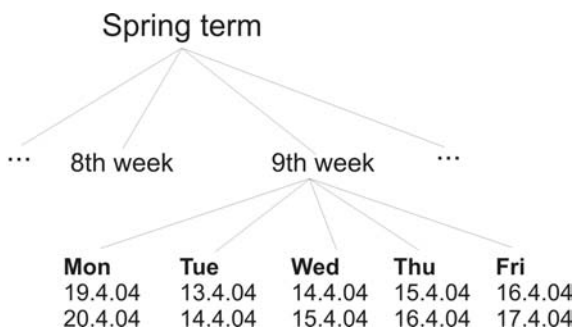 Spring term
... 8th week 9th week ...
Mon Tue Wed Thu Fri
19.4.04 13.4.04 14.4.04 15.4.04 16.4.04
20.4.04 14.4.04 15.4.04 16.4.04 17.4.04